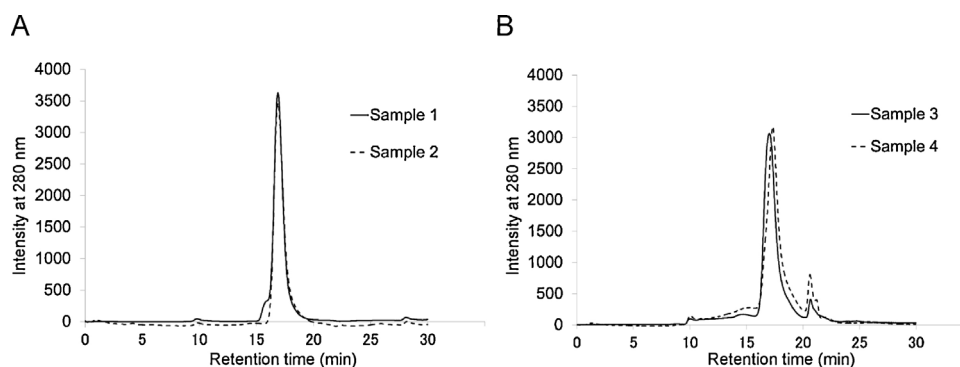 A
4000
3500
3000
2500
2000
1500
1000
500
0
0 5 10 15 20 25 30
Intensity at 280 nm
Retention time (min)
Sample 1
Sample 2
B
4000
3500
3000
2500
2000
1500
1000
500
0
0 5 10 15 20 25 30
Intensity at 280 nm
Retention time (min)
Sample 3
Sample 4